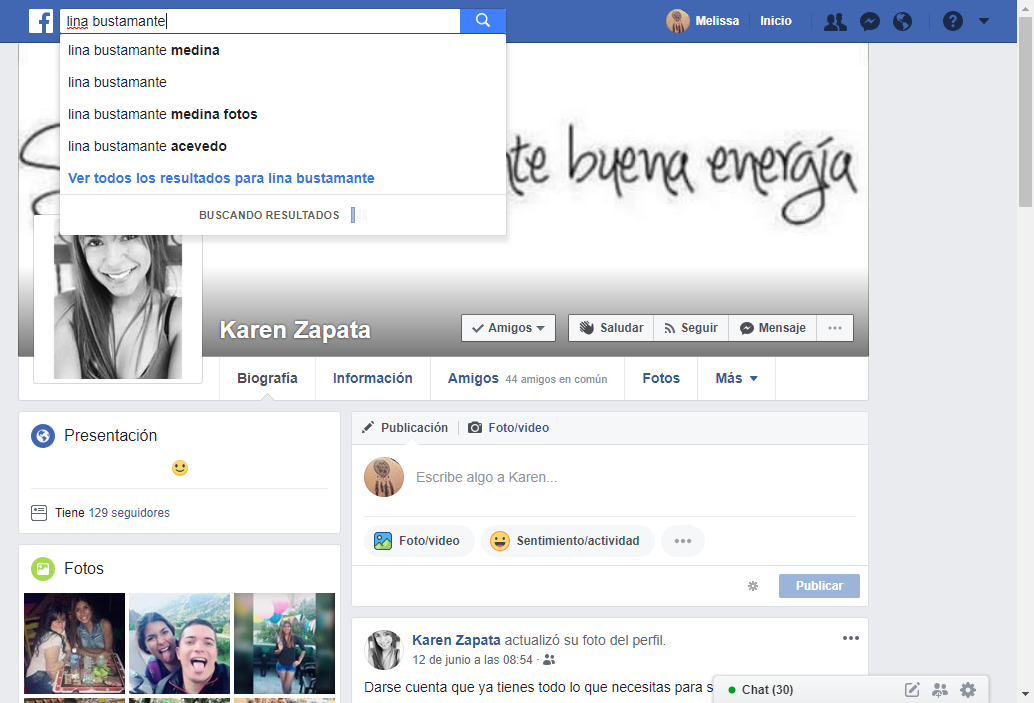 lina bustamante
Melissa
Inicio
lina bustamante medina
lina bustamante
lina bustamante medina fotos
lina bustamante acevedo
Ver todos los resultados para lina bustamante
BUSCANDO RESULTADOS
buena energía
Karen Zapata
Amigos
Saludar
Seguir
Mensaje
Biografía
Información
Amigos 44 amigos en común
Fotos
Más
Presentación
Tiene 129 seguidores
Fotos
Publicación
Foto/video
Escribe algo a Karen...
Foto/video
Sentimiento/actividad
Publicar
Karen Zapata actualizó su foto del perfil.
12 de junio a las 08:54 ·
Darse cuenta que ya tienes todo lo que necesitas para s
Chat (30)